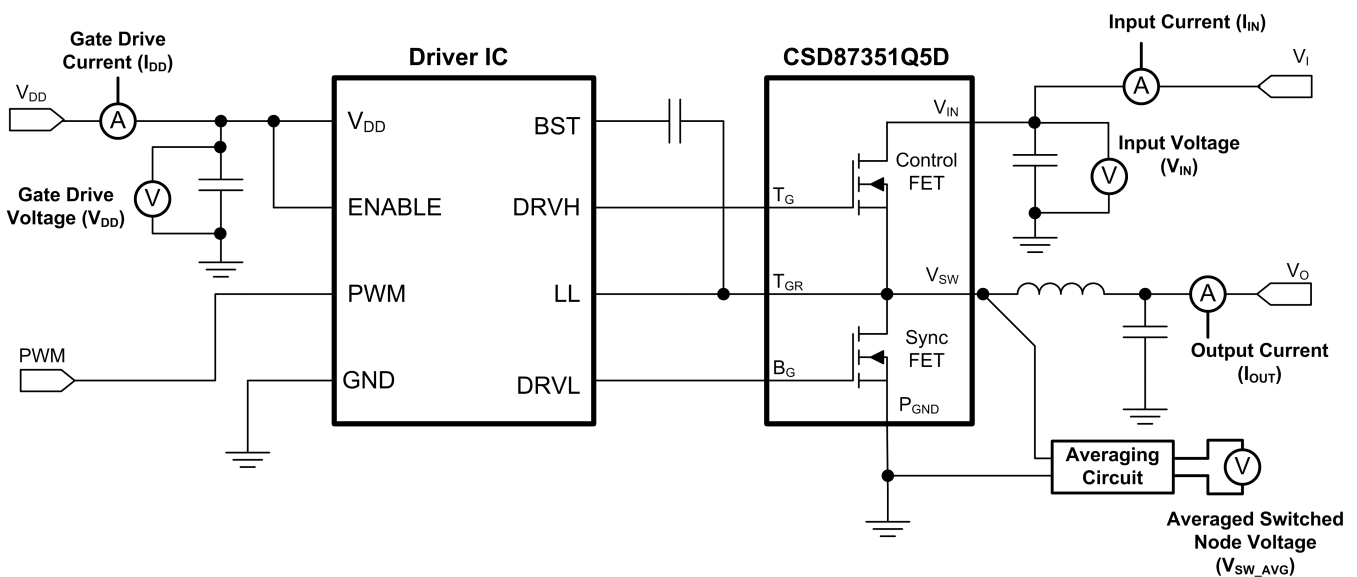 Gate Drive
Current (IDD)
Driver IC
CSD87351Q5D
Input Current (IIN)
VI
VDD
A
VDD
BST
VIN
A
Input Voltage
(VIN)
V
Control
FET
Gate Drive
Voltage (VDD)
V
ENABLE
DRVH
TG
PWM
LL
TGR
VSW
VO
A
Output Current
(IOUT)
Sync
FET
PWM
GND
DRVL
BG
PGND
Averaging
Circuit
V
Averaged Switched
Node Voltage
(VSW_AVG)